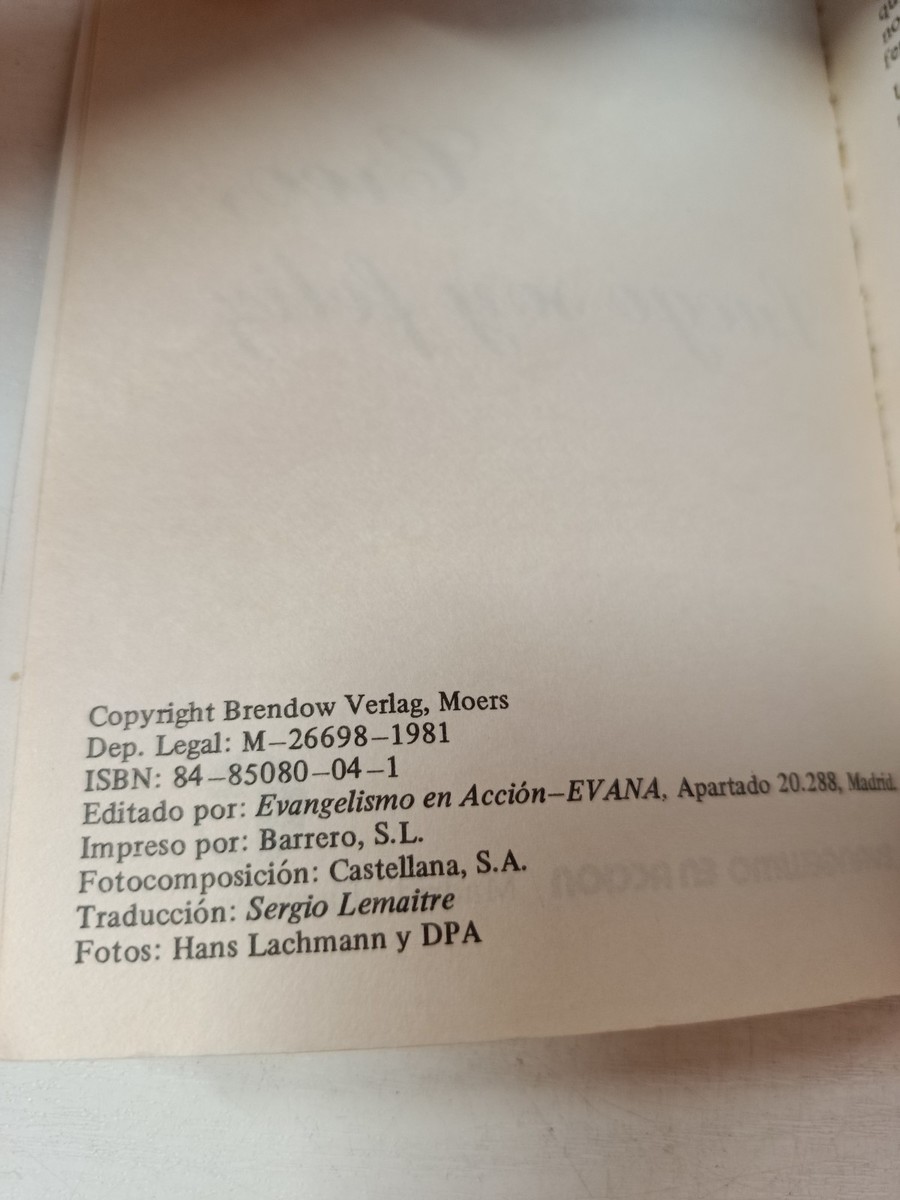 Copyright Brendow Verlag, Moers
Dep. Legal: M–26698–1981
ISBN: 84–85080–04–1
Editado por: Evangelismo en Acción–EVANA, Apartado 20.288, Madrid.
Impreso por: Barrero, S.L.
Fotocomposición: Castellana, S.A.
Traducción: Sergio Lemaitre
Fotos: Hans Lachmann y DPA